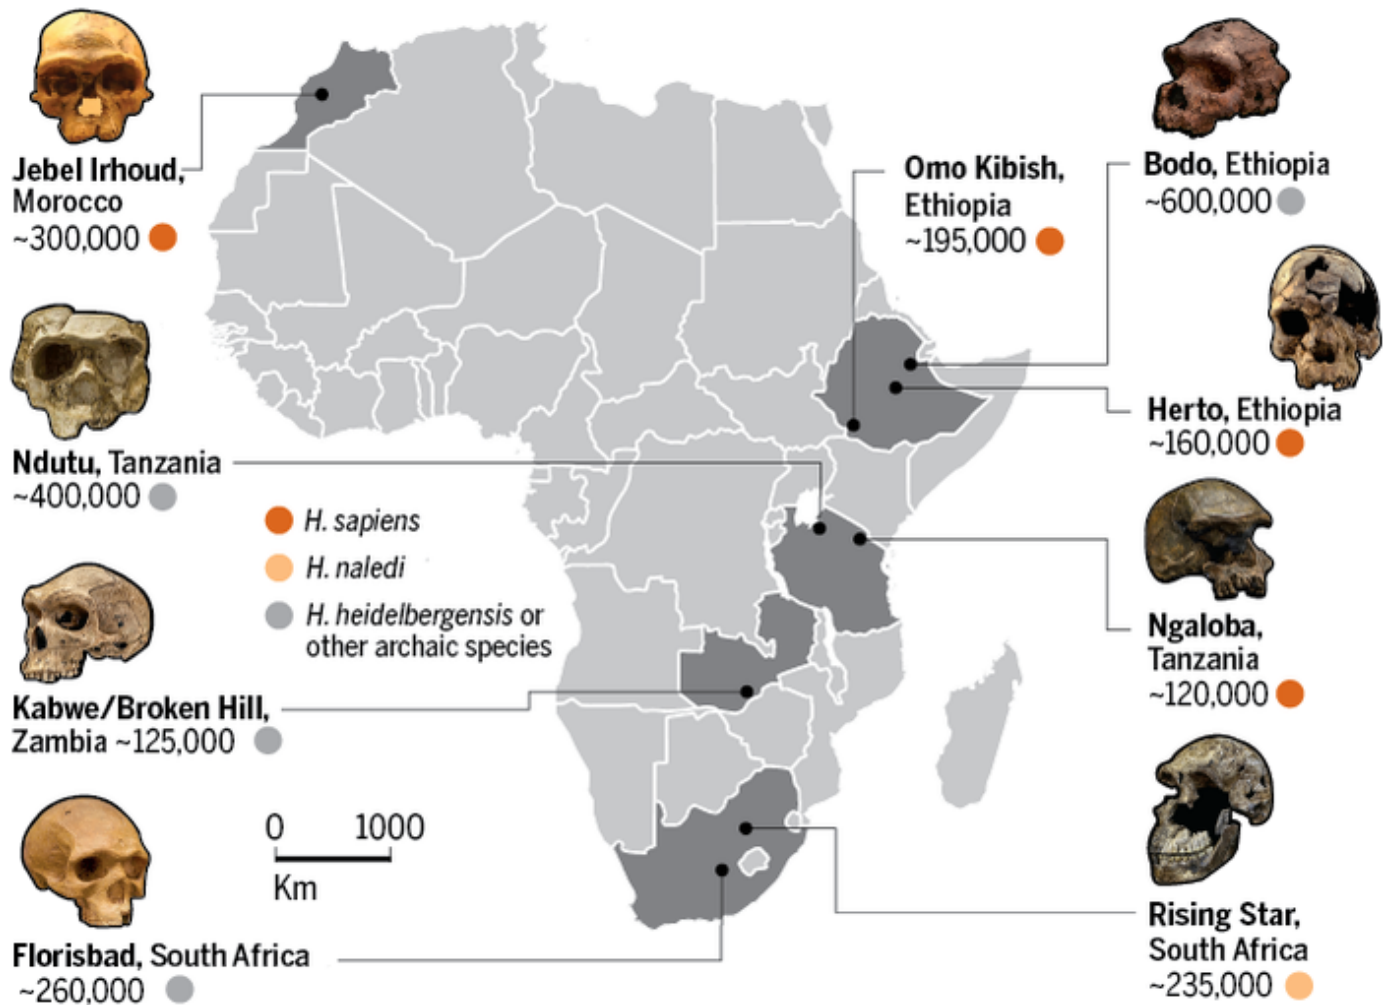 Jebel Irhoud,
Morocco
~300,000
Ndutu, Tanzania
~400,000
Kabwe/Broken Hill,
Zambia ~125,000
Florisbad, South Africa
~260,000
H. sapiens
H. naledi
H. heidelbergensis or
other archaic species
0 1000
Km
Omo Kibish,
Ethiopia
~195,000
Bodo, Ethiopia
~600,000
Herto, Ethiopia
~160,000
Ngaloba,
Tanzania
~120,000
Rising Star,
South Africa
~235,000